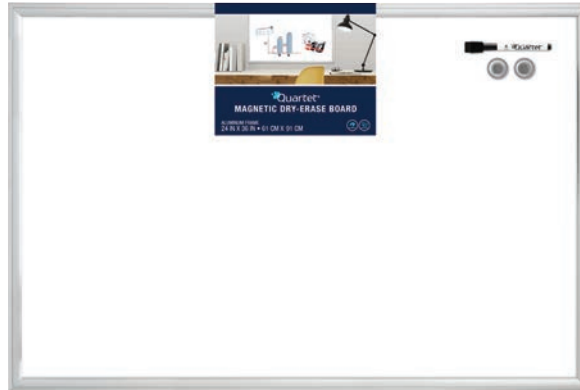 Quartet
MAGNETIC DRY-ERASE BOARD
ALUMINUM FRAME
24 IN X 36 IN • 61 CM X 91 CM
Quartet